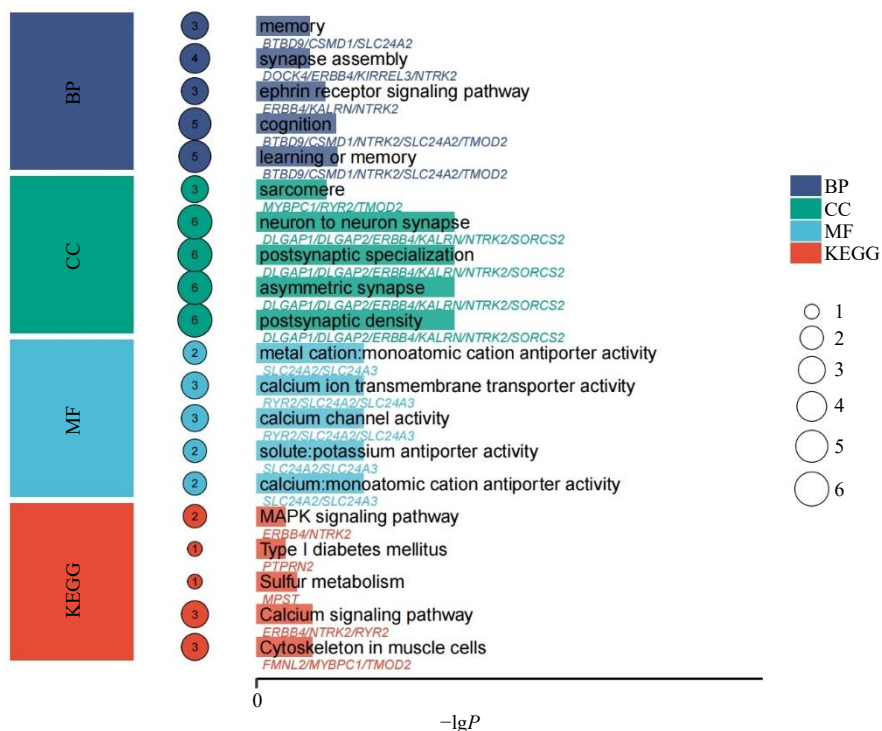 BP
3
memory
BTBD9/CSMD1/SLC24A2
4
synapse assembly
DOCK4/ERBB4/KIRREL3/NTRK2
3
ephrin receptor signaling pathway
ERBB4/KALRN/NTRK2
5
cognition
BTBD9/CSMD1/NTRK2/SLC24A2/TMOD2
5
learning or memory
BTBD9/CSMD1/NTRK2/SLC24A2/TMOD2
CC
3
sarcomere
MYBPC1/RYR2/TMOD2
6
neuron to neuron synapse
DLGAP1/DLGAP2/ERBB4/KALRN/NTRK2/SORCS2
6
postsynaptic specialization
DLGAP1/DLGAP2/ERBB4/KALRN/NTRK2/SORCS2
6
asymmetric synapse
DLGAP1/DLGAP2/ERBB4/KALRN/NTRK2/SORCS2
6
postsynaptic density
DLGAP1/DLGAP2/ERBB4/KALRN/NTRK2/SORCS2
MF
2
metal cation:monoatomic cation antiporter activity
SLC24A2/SLC24A3
3
calcium ion transmembrane transporter activity
RYR2/SLC24A2/SLC24A3
3
calcium channel activity
RYR2/SLC24A2/SLC24A3
2
solute:potassium antiporter activity
SLC24A2/SLC24A3
2
calcium:monoatomic cation antiporter activity
SLC24A2/SLC24A3
KEGG
2
MAPK signaling pathway
ERBB4/NTRK2
1
Type I diabetes mellitus
PTPRN2
1
Sulfur metabolism
MPST
3
Calcium signaling pathway
ERBB4/NTRK2/RYR2
3
Cytoskeleton in muscle cells
FMNL2/MYBPC1/TMOD2
0
−lgP
BP
CC
MF
KEGG
1
2
3
4
5
6